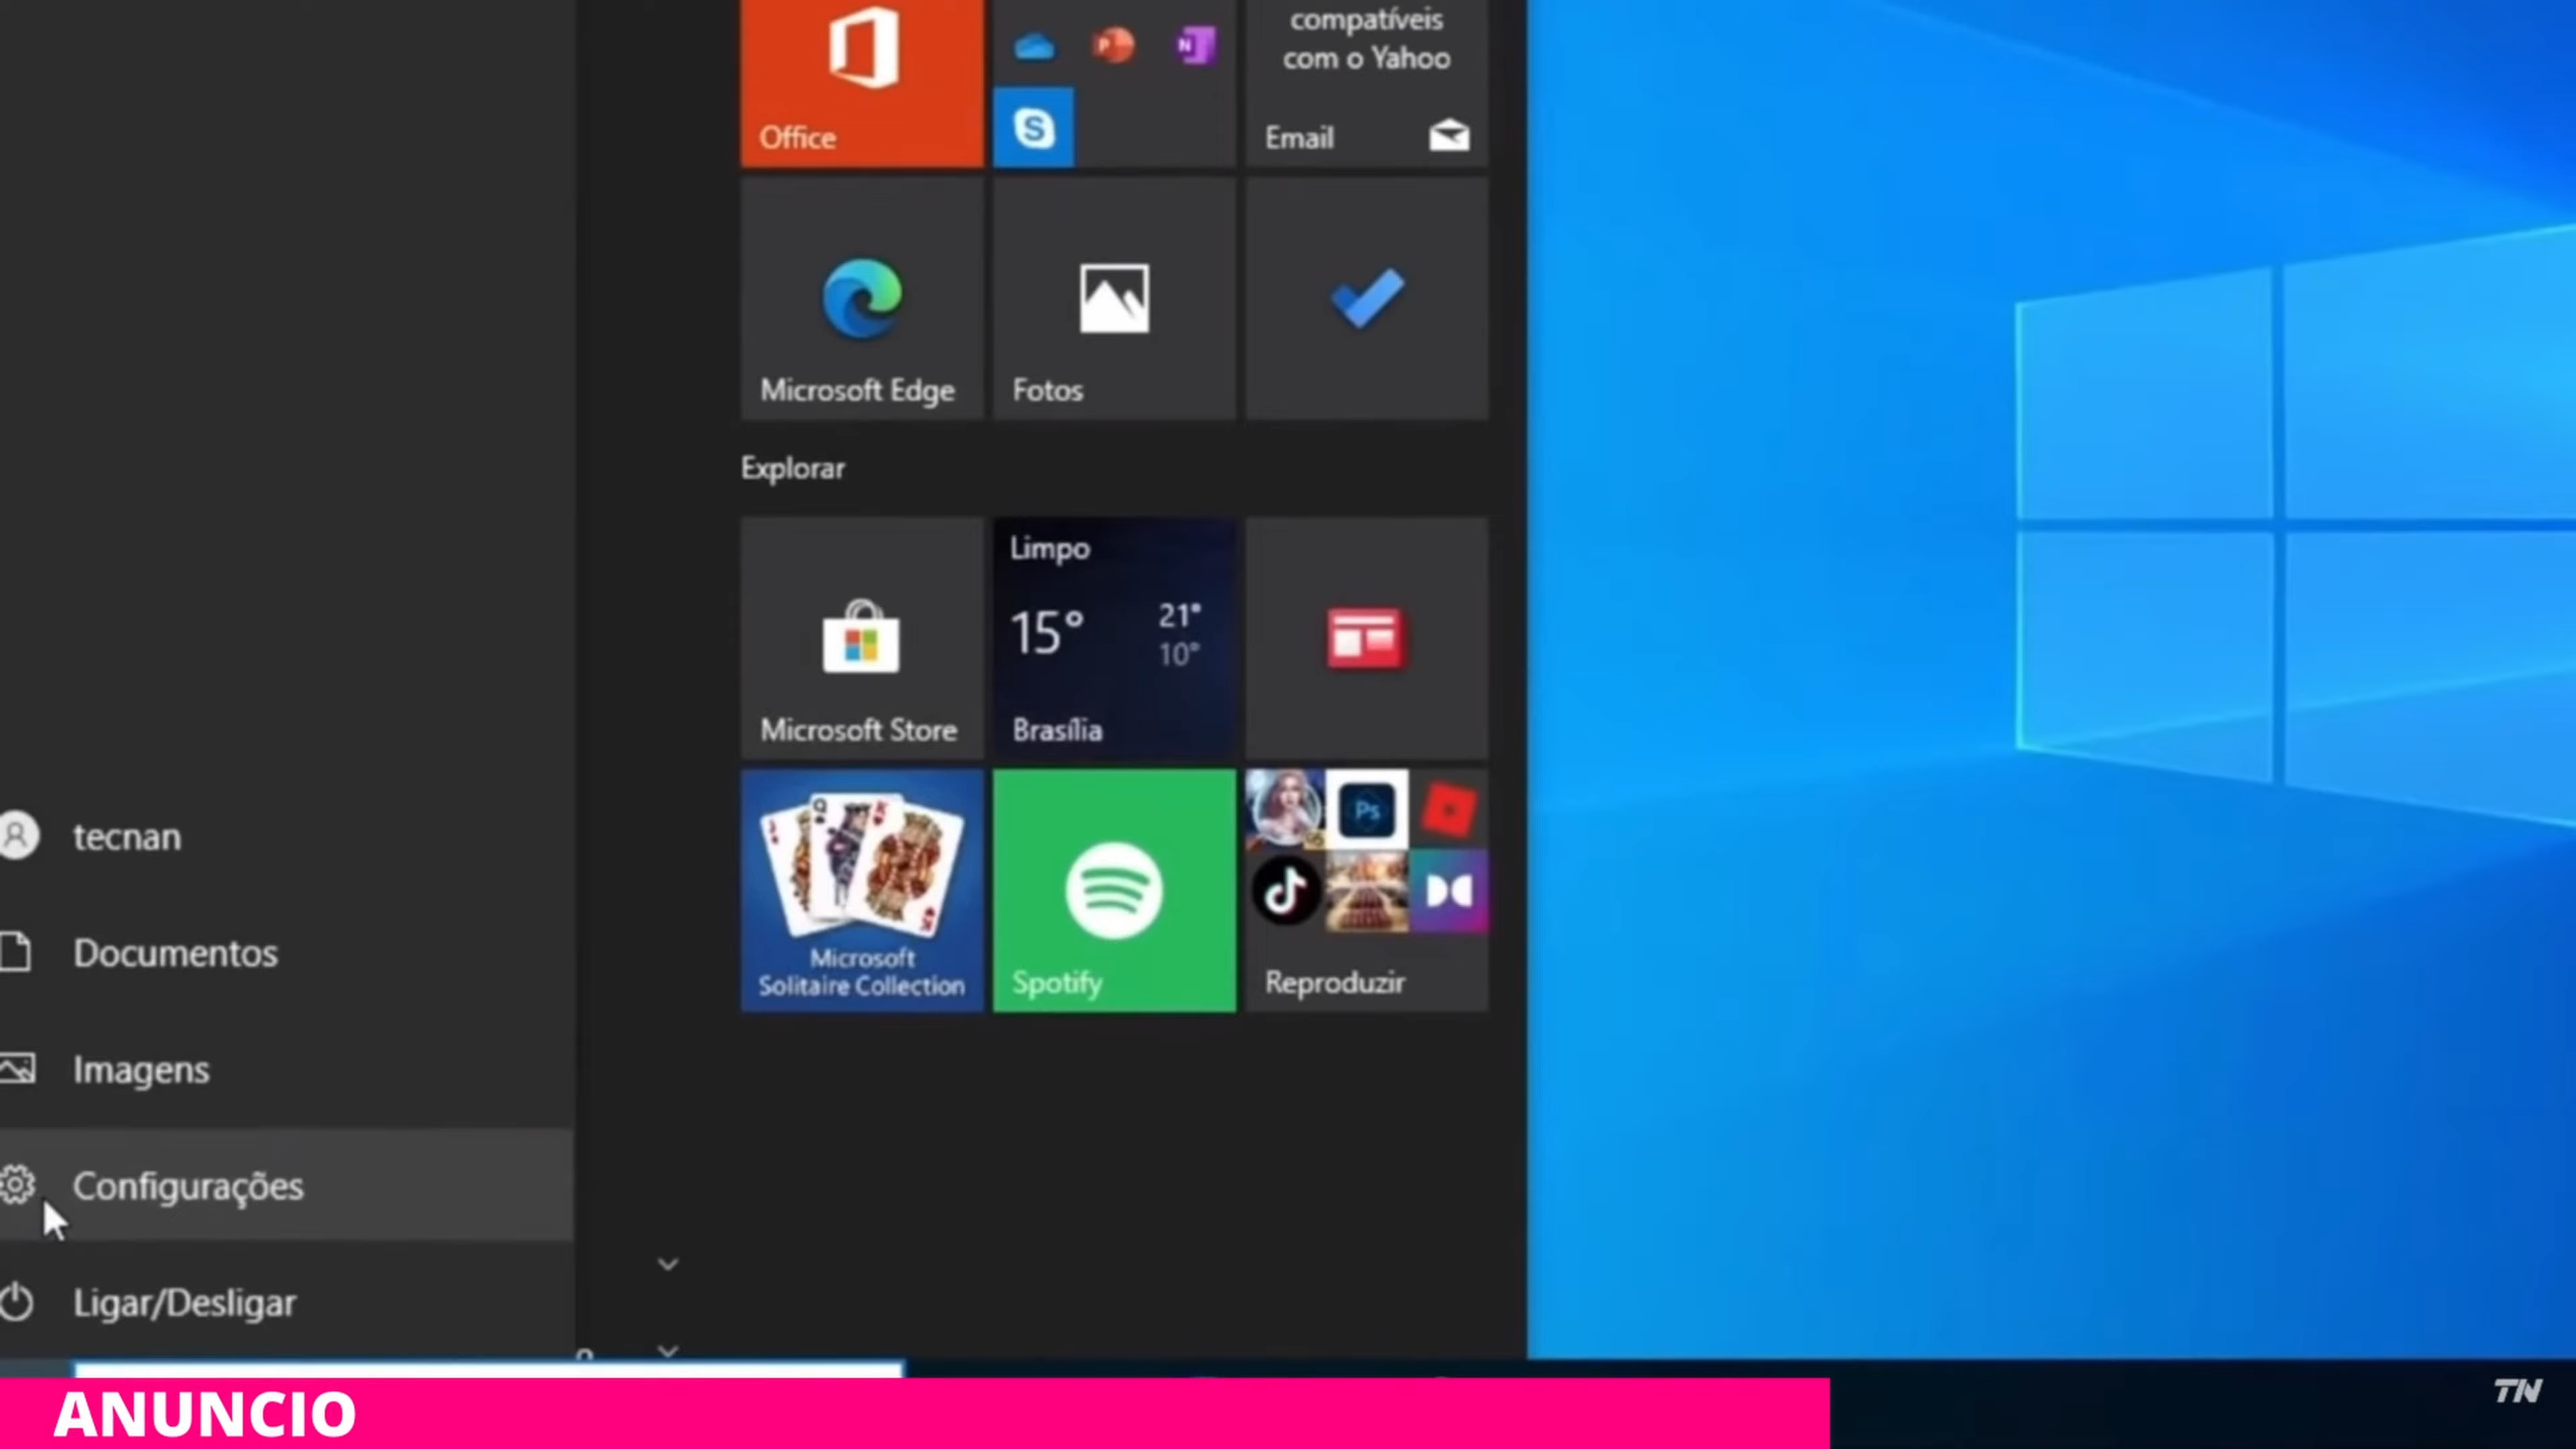 compatíveis
com o Yahoo
Office
Email
Microsoft Edge
Fotos
Explorar
Limpo
15°
21°
10°
Microsoft Store
Brasília
Microsoft
Solitaire Collection
Spotify
Ps
Reproduzir
tecnan
Documentos
Imagens
Configurações
Ligar/Desligar
ANUNCIO
TN